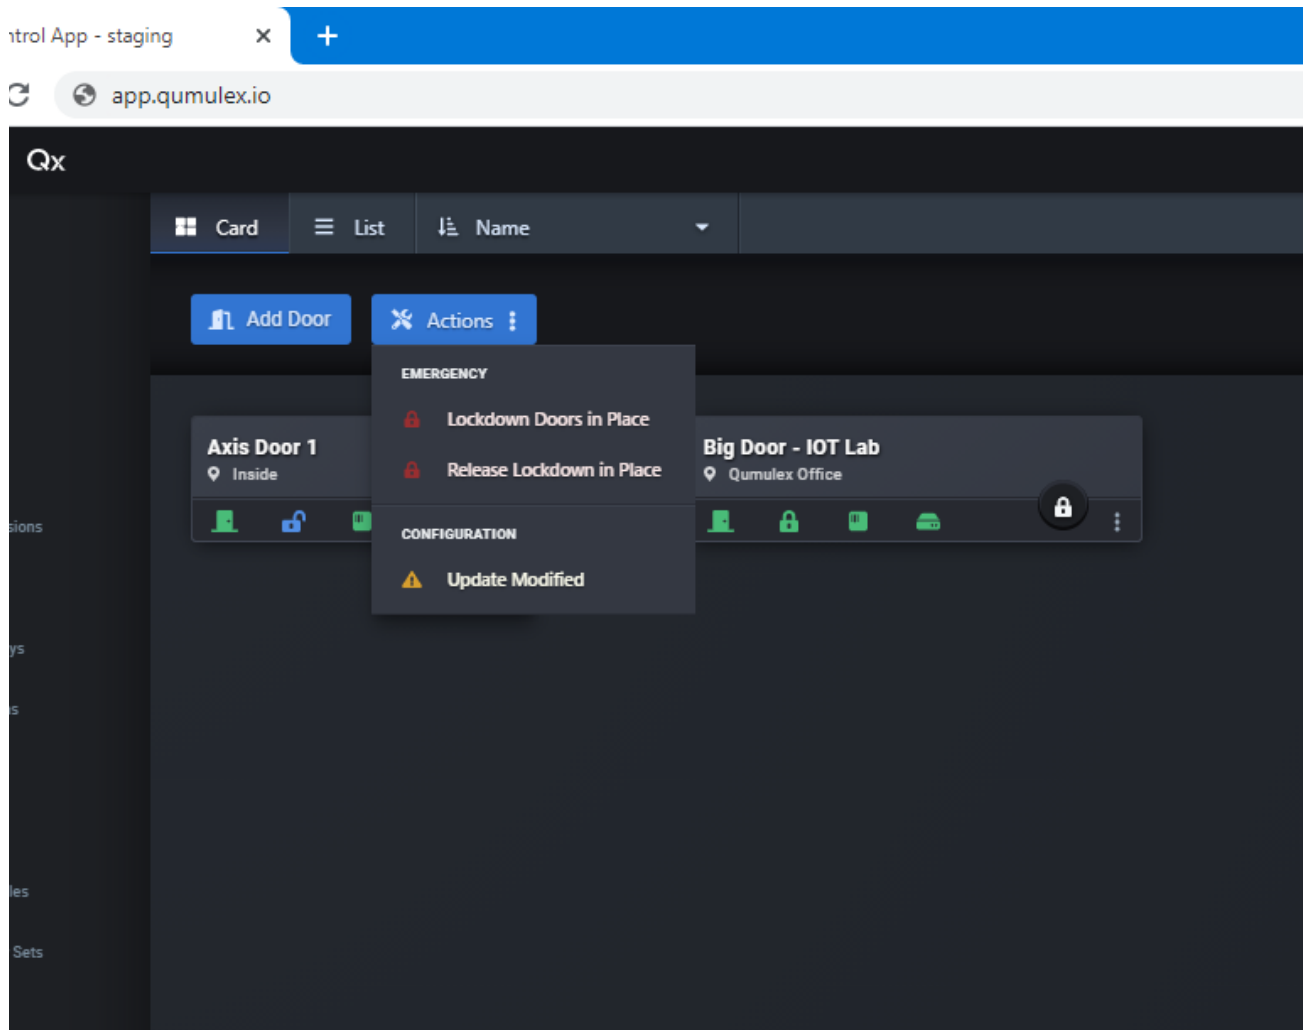 ntrol App - staging
app.qumulex.io
Qx
Card List Name
Add Door Actions
EMERGENCY
Lockdown Doors in Place
Release Lockdown in Place
CONFIGURATION
Update Modified
Axis Door 1
Inside
Big Door - IOT Lab
Qumulex Office
sions
ys
ns
les
Sets